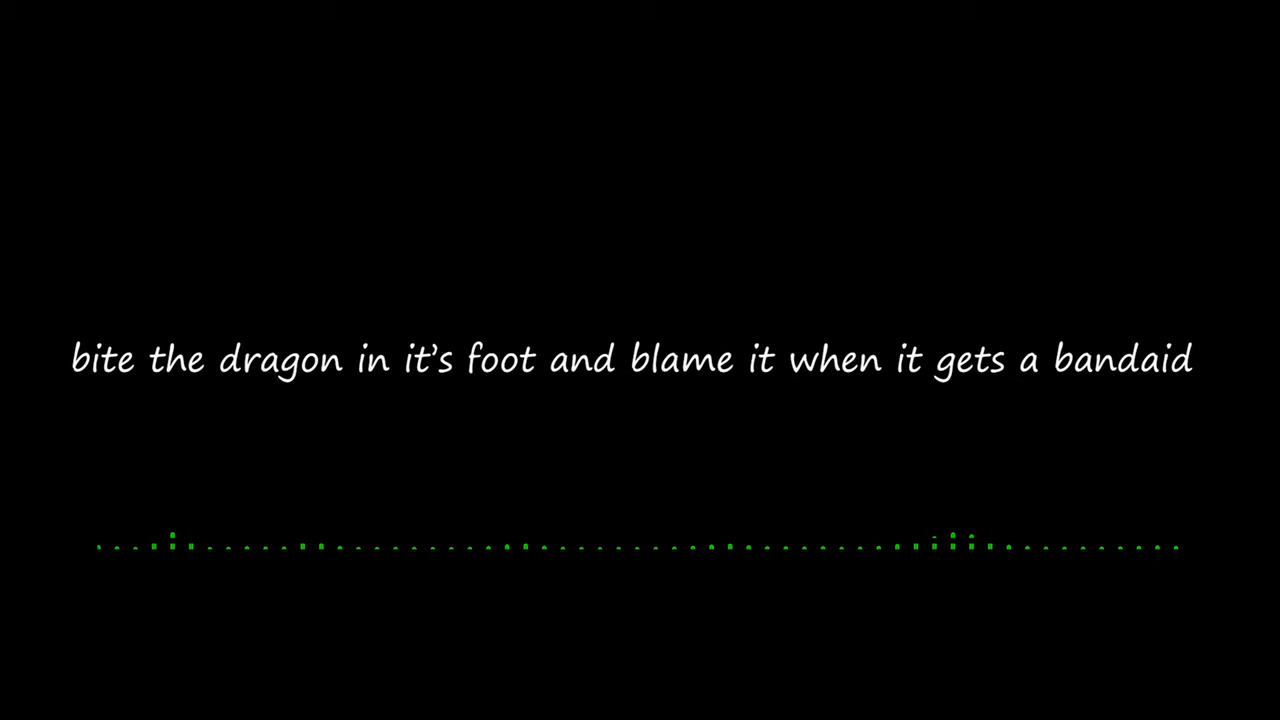 bite the dragon in it’s foot and blame it when it gets a bandaid